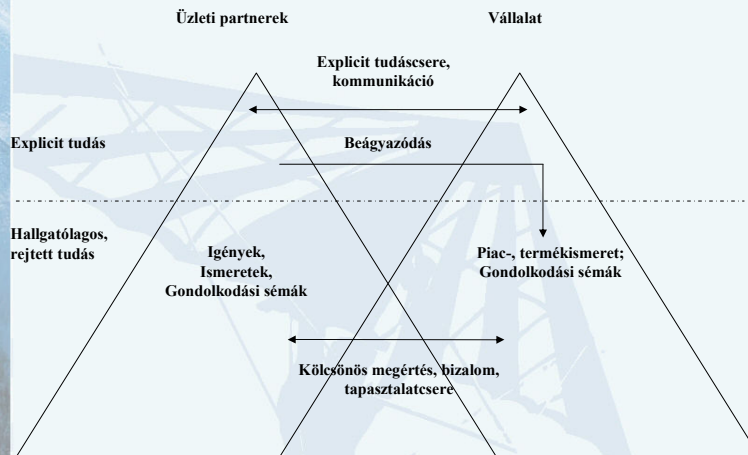 Üzleti partnerek
Vállalat
Explicit tudáscsere,
kommunikáció
Explicit tudás
Beágyazódás
Hallgatólagos,
rejtett tudás
Igények,
Ismeretek,
Gondolkodási sémák
Piac-, termékismeret;
Gondolkodási sémák
Kölcsönös megértés, bizalom,
tapasztalatcsere